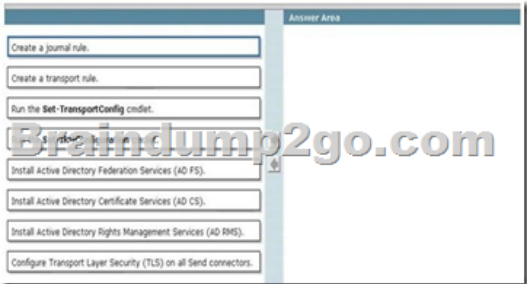 Answer Area
Create a journal rule.
Create a transport rule.
Run the Set-TransportConfig cmdlet.
Braindump2go.com
Install Active Directory Federation Services (AD FS).
Install Active Directory Certificate Services (AD CS).
Install Active Directory Rights Management Services (AD RMS).
Configure Transport Layer Security (TLS) on all Send connectors.